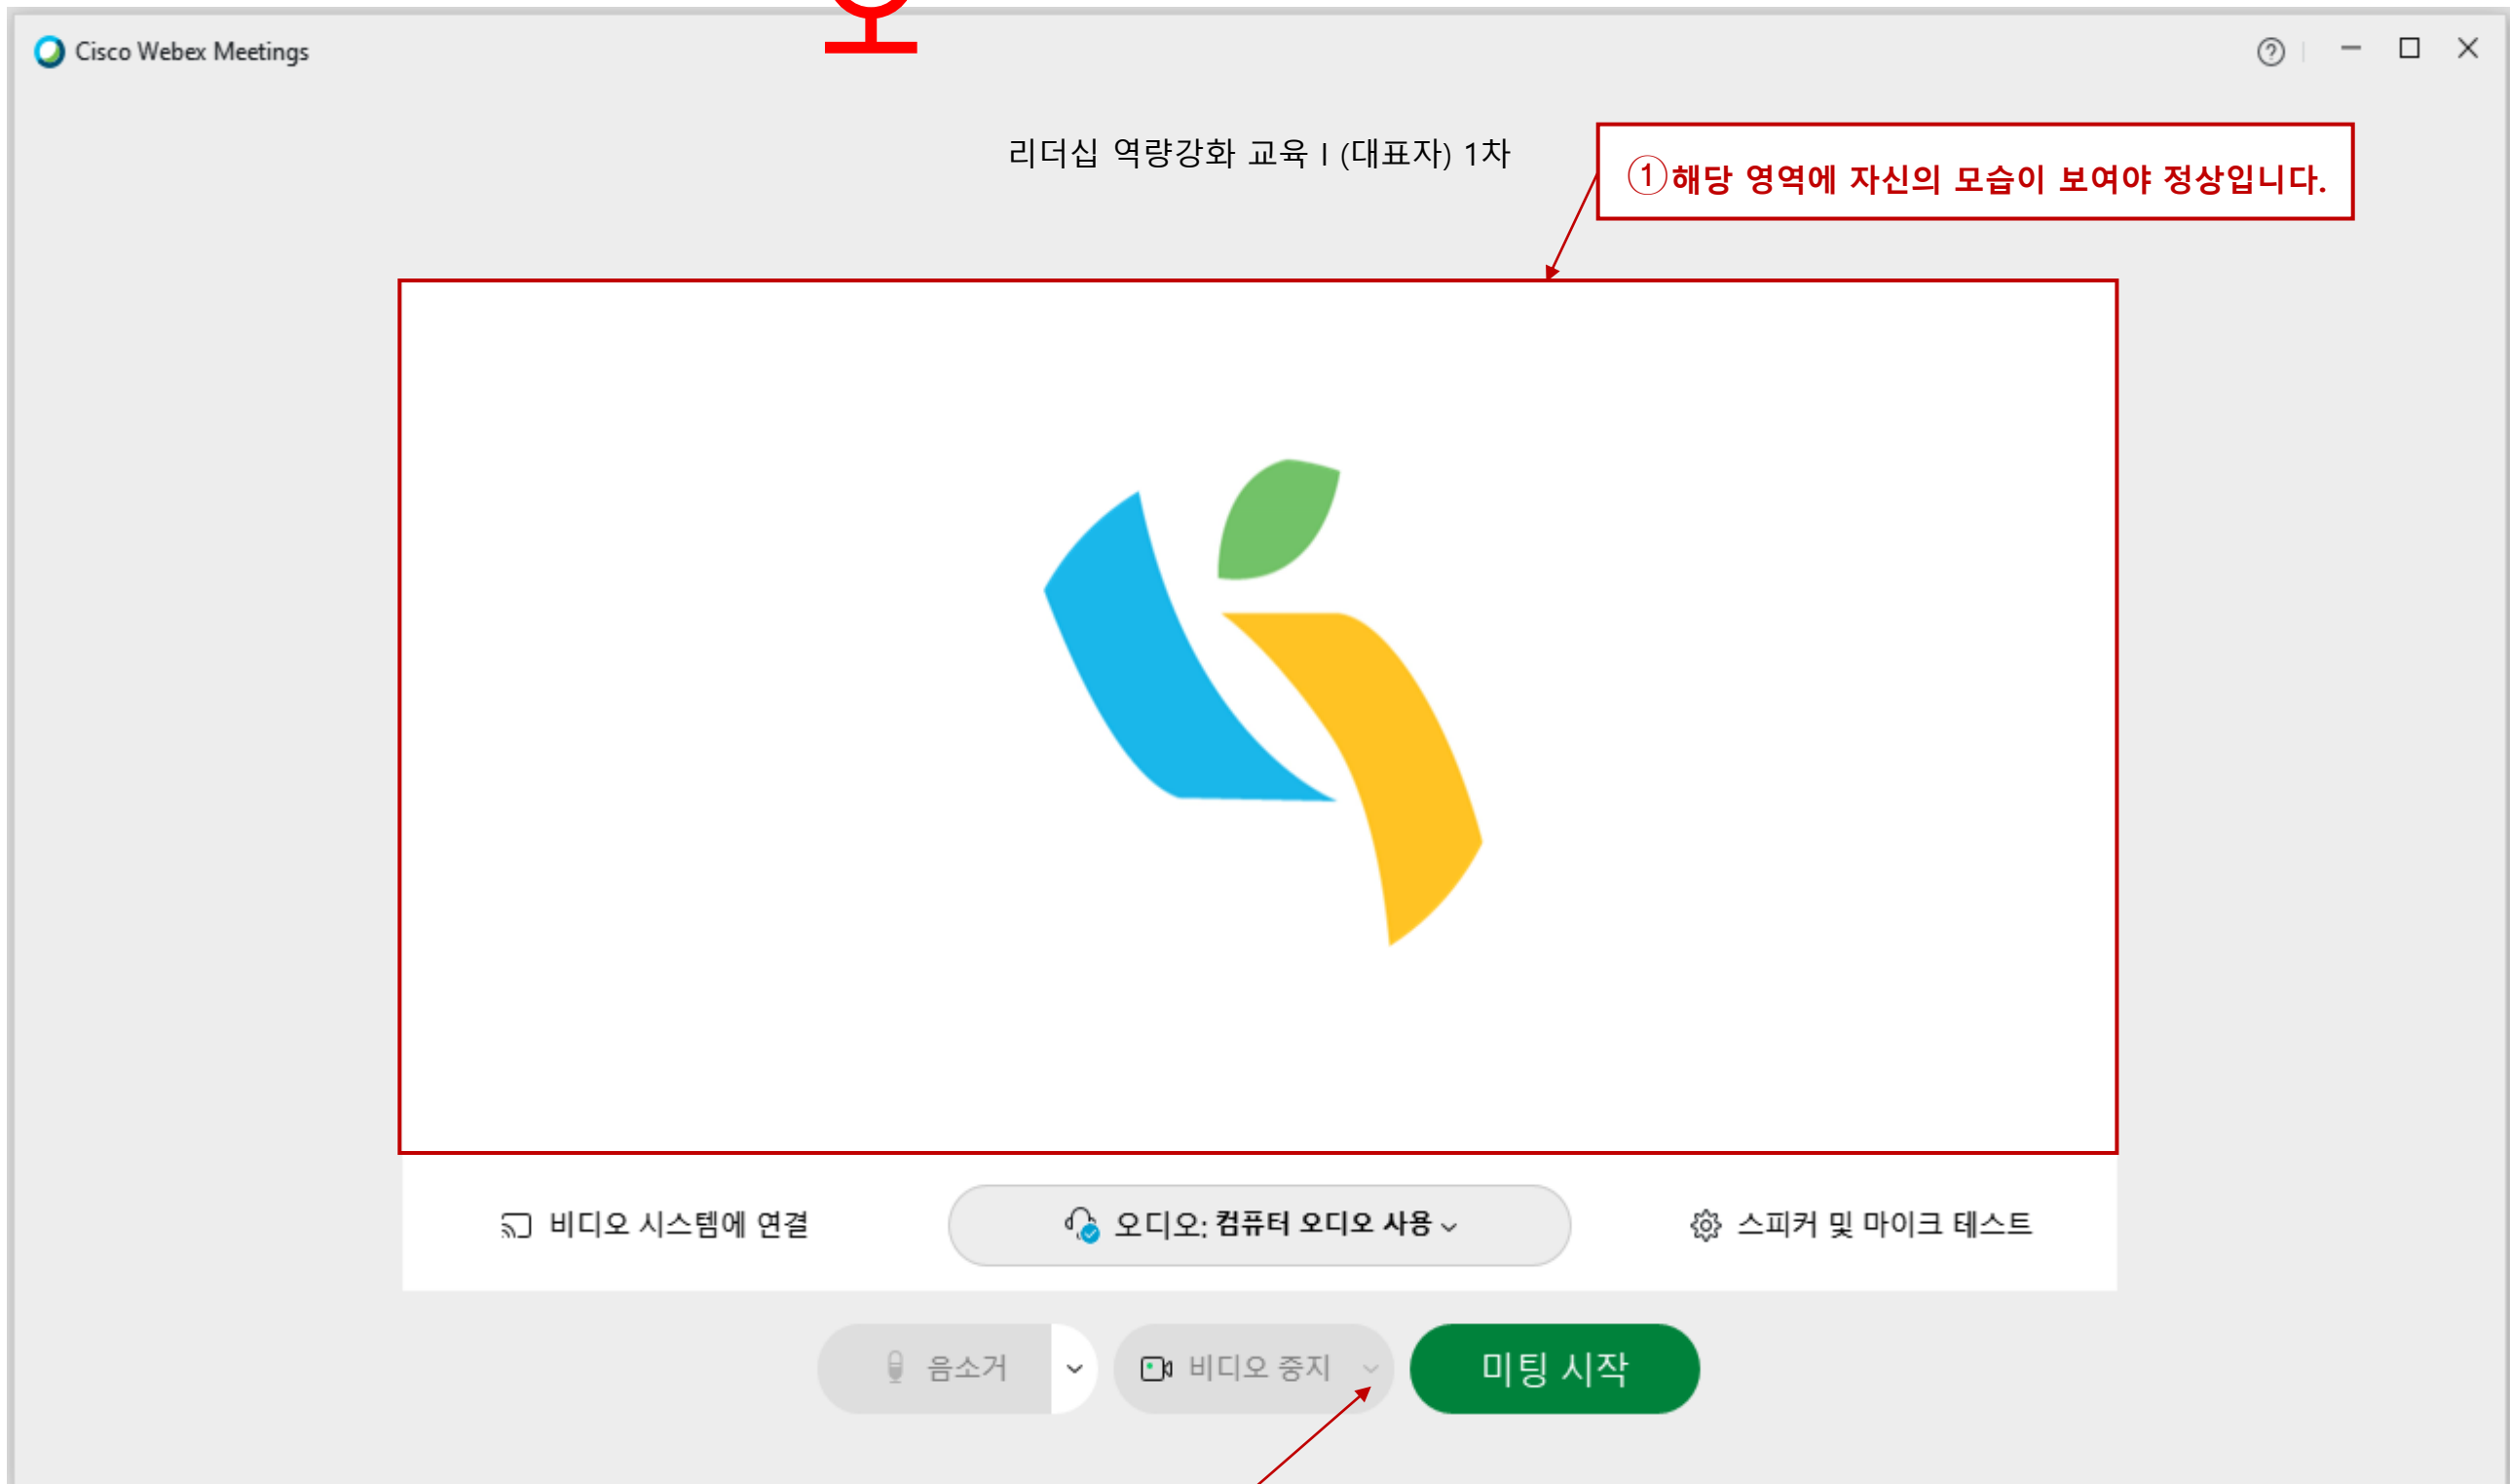 Cisco Webex Meetings
리더십 역량강화 교육 I (대표자) 1차
①해당 영역에 자신의 모습이 보여야 정상입니다.
비디오 시스템에 연결
오디오: 컴퓨터 오디오 사용
스피커 및 마이크 테스트
음소거
비디오 중지
미팅 시작